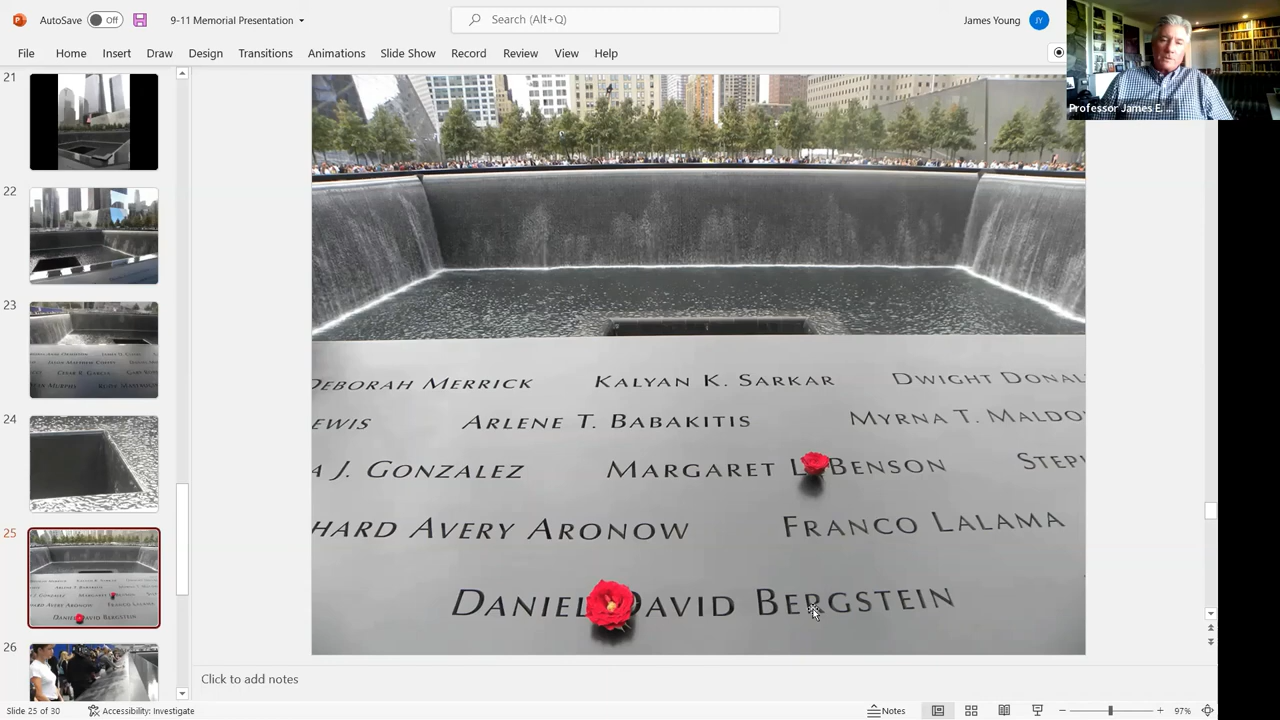 AutoSave Off 9-11 Memorial Presentation Search (Alt+Q) James Young JY
File Home Insert Draw Design Transitions Animations Slide Show Review View Help
Professor James E. ...
21
22
23
24
25
26
DEBORAH MERRICK KALYAN K. SARKAR DWIGHT DONAL
EWIS ARLENE T. BABAKITIS MYRNA T. MALDO
A J. GONZALEZ MARGARET L. BENSON STEPH
HARD AVERY ARONOW FRANCO LALAMA
DANIEL DAVID BERGSTEIN
Click to add notes
Slide 25 of 30 Accessibility: Investigate Notes 97%